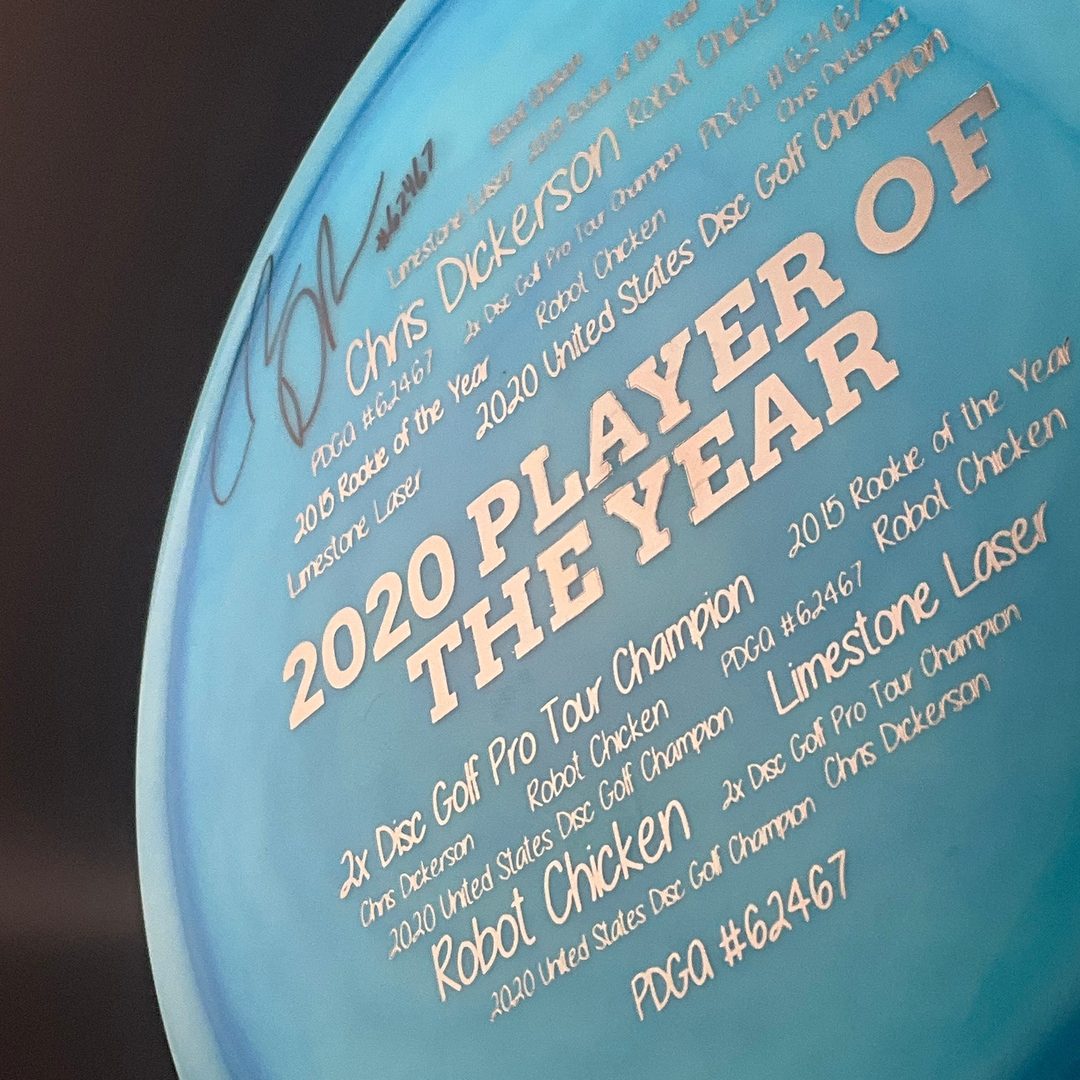 Robot Chicken
2015 Rookie of the Year
Limestone Laser
Robot Chicken
#62467
Chris Dickerson
PDGA #62467
2x Disc Golf Pro Tour Champion
Chris Dickerson
PDGA #62467
Robot Chicken
2015 Rookie of the Year
2020 United States Disc Golf Champion
Limestone Laser
2020 PLAYER OF
THE YEAR
2015 Rookie of the Year
Robot Chicken
2x Disc Golf Pro Tour Champion
PDGA #62467
Limestone Laser
Chris Dickerson
Robot Chicken
2020 United States Disc Golf Champion
2x Disc Golf Pro Tour Champion
Robot Chicken
Chris Dickerson
2020 United States Disc Golf Champion
PDGA #62467